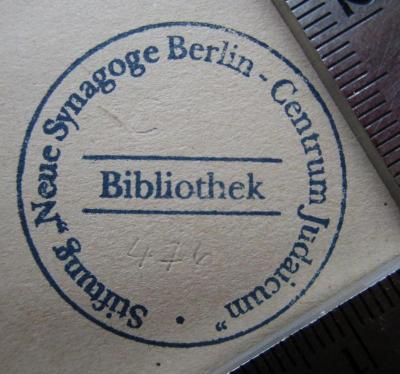 Stiftung „Neue Synagoge Berlin - Centrum Judaicum”
Bibliothek
476